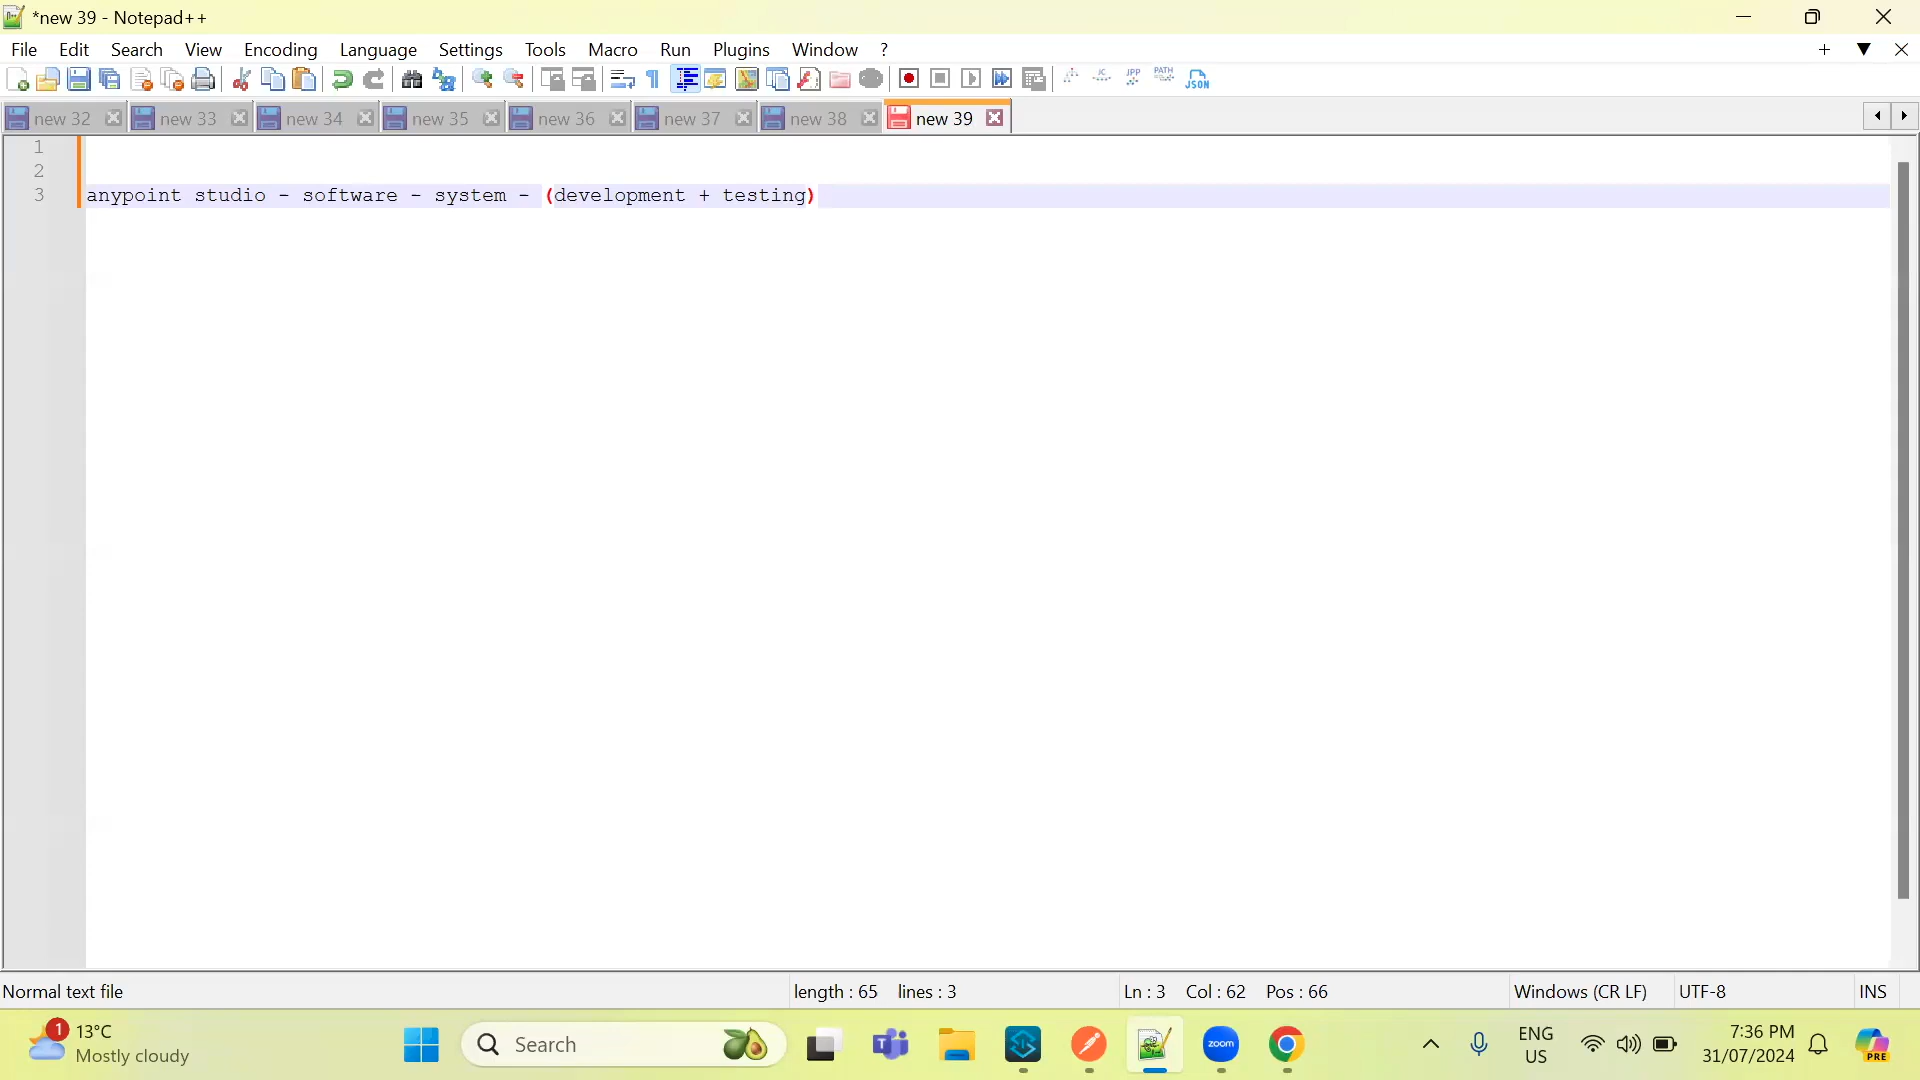 *new 39 - Notepad++
File Edit Search View Encoding Language Settings Tools Macro Run Plugins Window ?
new 32 new 33 new 34 new 35 new 36 new 37 new 38 new 39
1
2
3 anypoint studio - software - system - (development + testing)
Normal text file length : 65 lines : 3 Ln : 3 Col : 62 Pos : 66 Windows (CR LF) UTF-8 INS
1 13°C
Mostly cloudy
Search
zoom
ENG
US
7:36 PM
31/07/2024
PRE